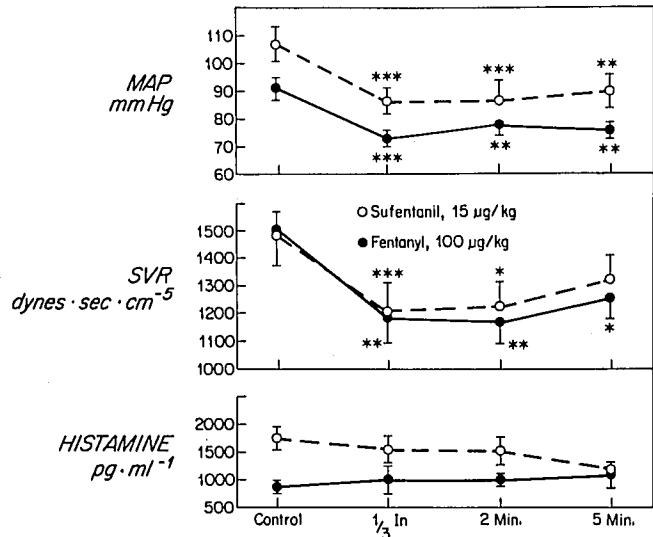 MAP
mm Hg
110
100
90
80
70
60
***
***
**
***
**
**
SVR
dynes · sec · cm⁻⁵
1500
1400
1300
1200
1100
1000
○ Sufentanil, 15 µg/kg
● Fentanyl, 100 µg/kg
***
*
**
**
*
HISTAMINE
pg · ml⁻¹
2000
1500
1000
500
Control
1/3 In
2 Min.
5 Min.